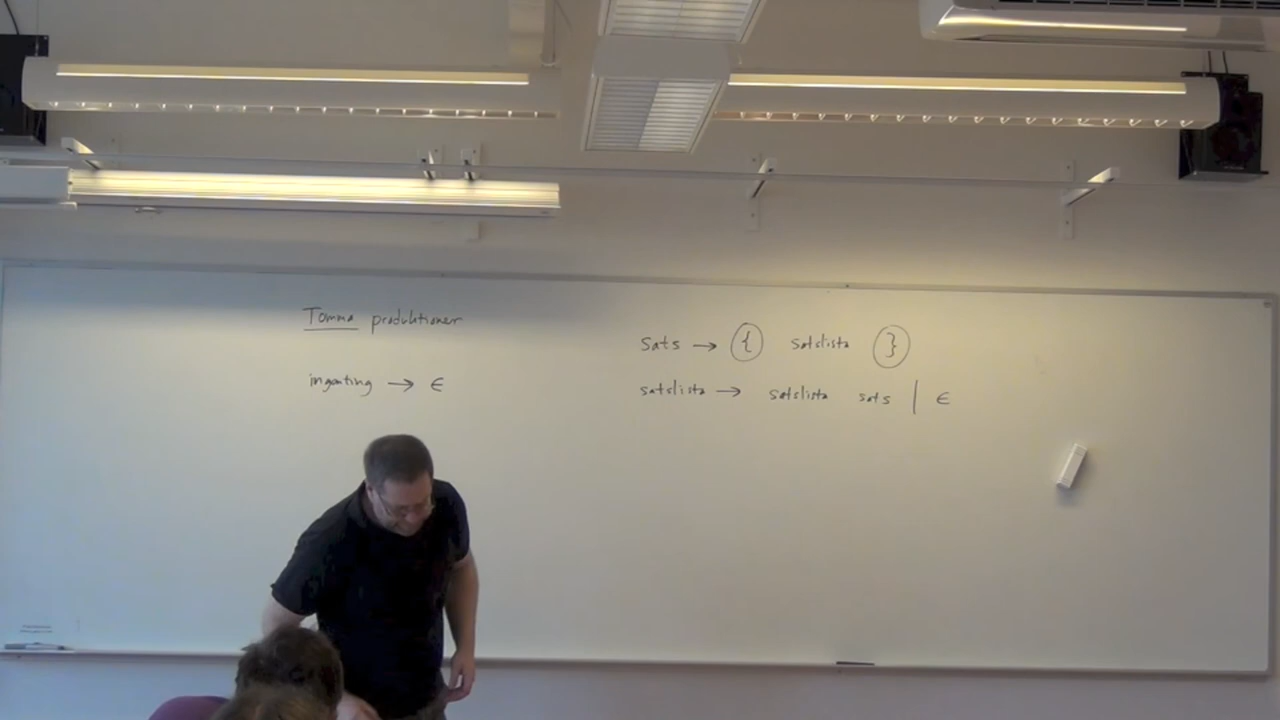 Tomma produktioner
ingenting → ε
Sats → { satslista }
satslista → satslista sats | ε